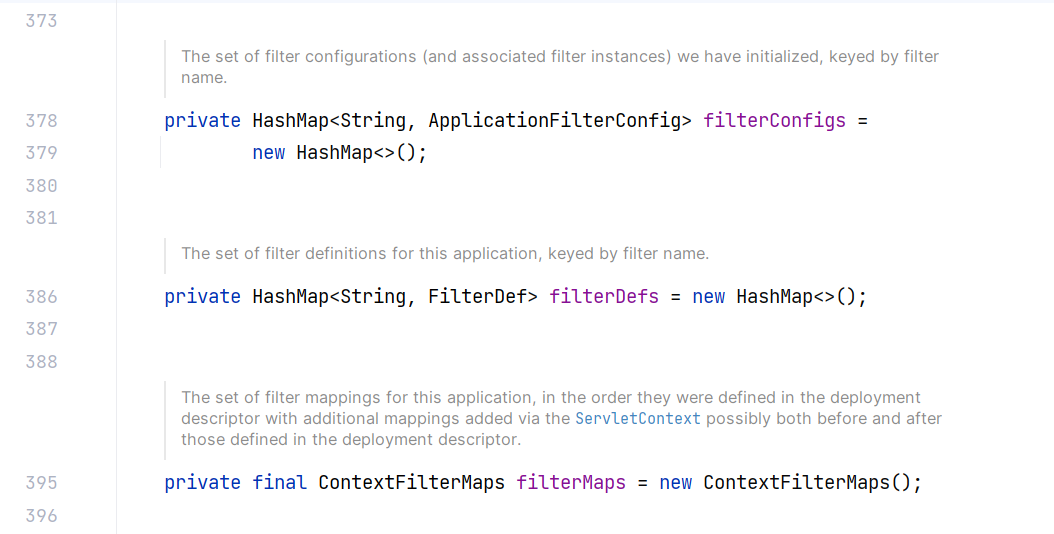 373
The set of filter configurations (and associated filter instances) we have initialized, keyed by filter
name.
378 private HashMap<String, ApplicationFilterConfig> filterConfigs =
379 new HashMap<>();
380
381
The set of filter definitions for this application, keyed by filter name.
386 private HashMap<String, FilterDef> filterDefs = new HashMap<>();
387
388
The set of filter mappings for this application, in the order they were defined in the deployment
descriptor with additional mappings added via the ServletContext possibly both before and after
those defined in the deployment descriptor.
395 private final ContextFilterMaps filterMaps = new ContextFilterMaps();
396